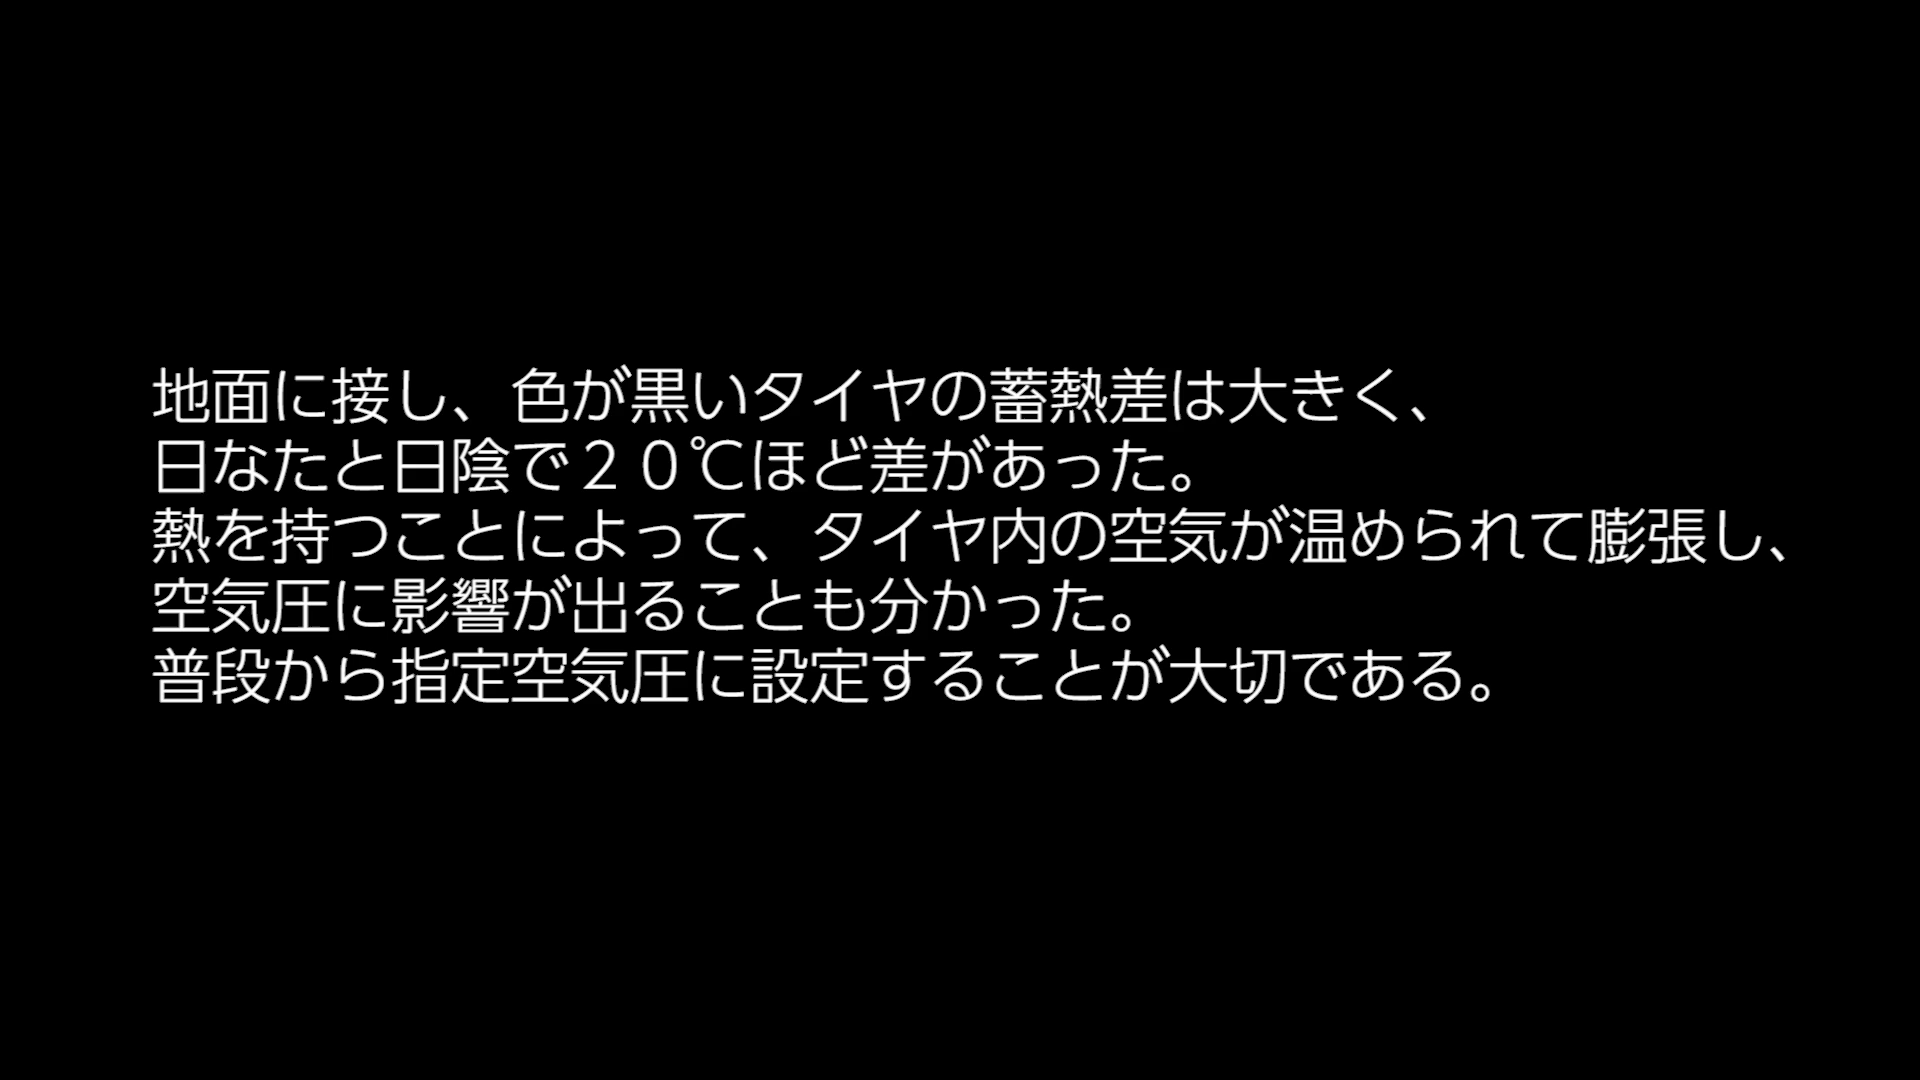 地面に接し、色が黒いタイヤの蓄熱差は大きく、
日なたと日陰で２０℃ほど差があった。
熱を持つことによって、タイヤ内の空気が温められて膨張し、
空気圧に影響が出ることも分かった。
普段から指定空気圧に設定することが大切である。